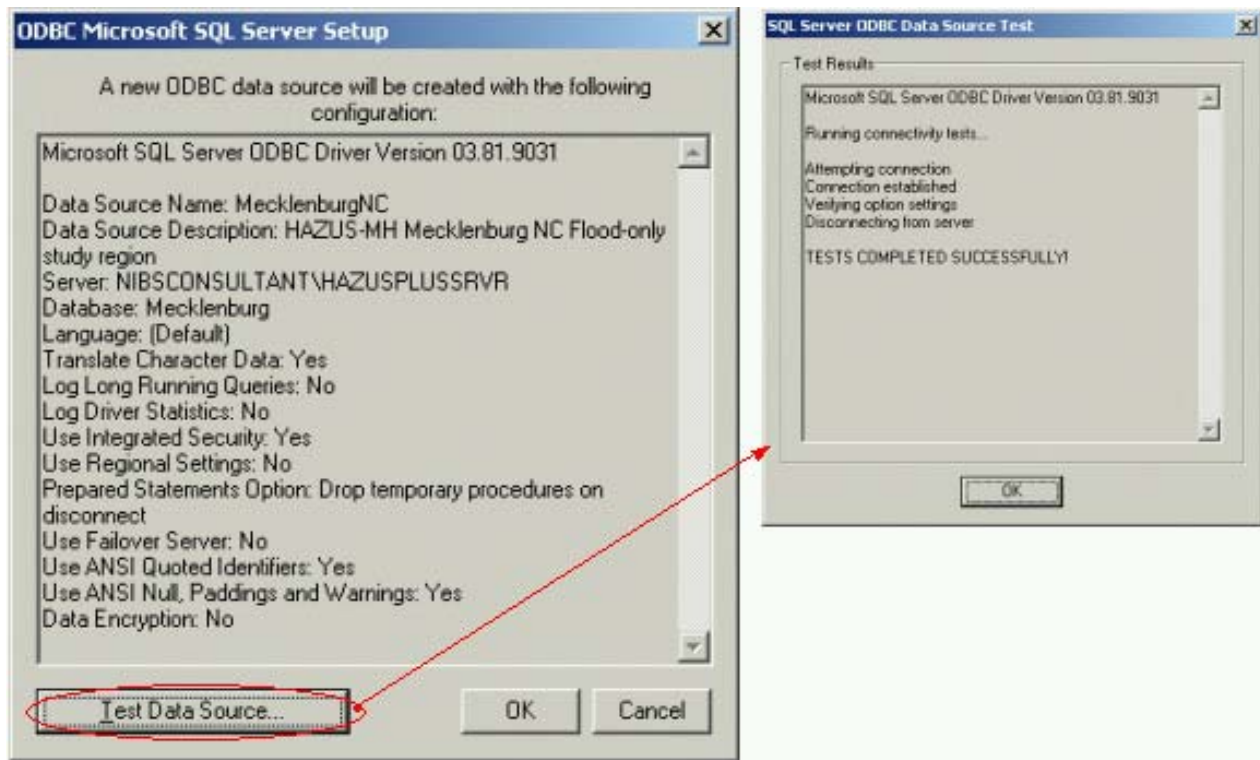 ODBC Microsoft SQL Server Setup
A new ODBC data source will be created with the following
configuration:
Microsoft SQL Server ODBC Driver Version 03.81.9031
Data Source Name: MecklenburgNC
Data Source Description: HAZUS-MH Mecklenburg NC Flood-only
study region
Server: NIBSCONSULTANT\HAZUSPLUSSRVR
Database: Mecklenburg
Language: (Default)
Translate Character Data: Yes
Log Long Running Queries: No
Log Driver Statistics: No
Use Integrated Security: Yes
Use Regional Settings: No
Prepared Statements Option: Drop temporary procedures on
disconnect
Use Failover Server: No
Use ANSI Quoted Identifiers: Yes
Use ANSI Null, Paddings and Warnings: Yes
Data Encryption: No
Test Data Source...
OK
Cancel
SQL Server ODBC Data Source Test
Test Results
Microsoft SQL Server ODBC Driver Version 03.81.9031
Running connectivity tests...
Attempting connection
Connection established
Verifying option settings
Disconnecting from server
TESTS COMPLETED SUCCESSFULLY!
OK